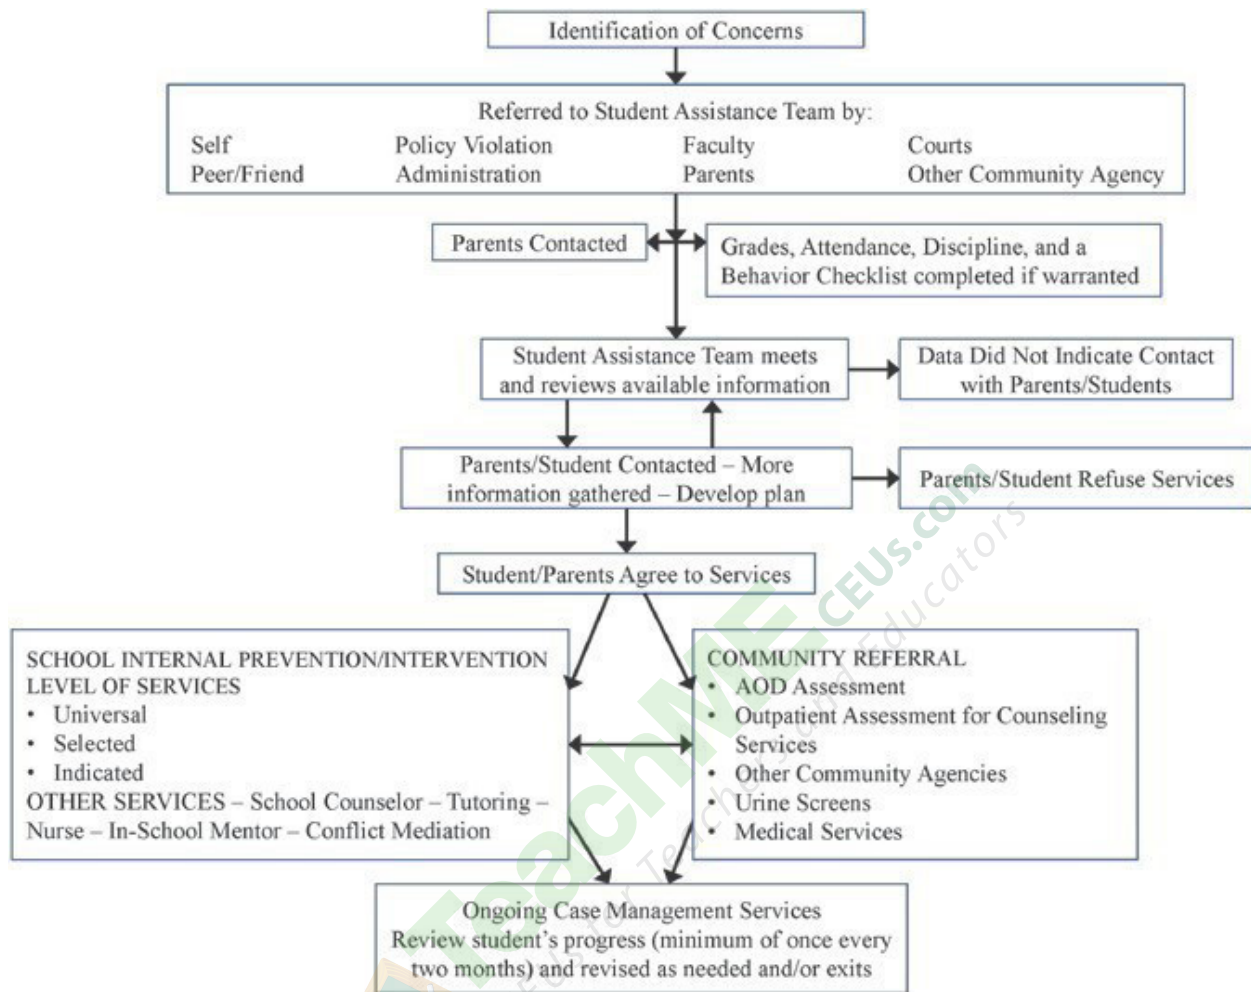 Identification of Concerns
Referred to Student Assistance Team by:
Self Policy Violation Faculty Courts
Peer/Friend Administration Parents Other Community Agency
Parents Contacted
Grades, Attendance, Discipline, and a
Behavior Checklist completed if warranted
Student Assistance Team meets
and reviews available information
Data Did Not Indicate Contact
with Parents/Students
Parents/Student Contacted – More
information gathered – Develop plan
Parents/Student Refuse Services
Student/Parents Agree to Services
SCHOOL INTERNAL PREVENTION/INTERVENTION
LEVEL OF SERVICES
• Universal
• Selected
• Indicated
OTHER SERVICES – School Counselor – Tutoring –
Nurse – In-School Mentor – Conflict Mediation
COMMUNITY REFERRAL
• AOD Assessment
• Outpatient Assessment for Counseling
Services
• Other Community Agencies
• Urine Screens
• Medical Services
Ongoing Case Management Services
Review student's progress (minimum of once every
two months) and revised as needed and/or exits
TeachME CEUs.com
CEUs for Teachers and Educators